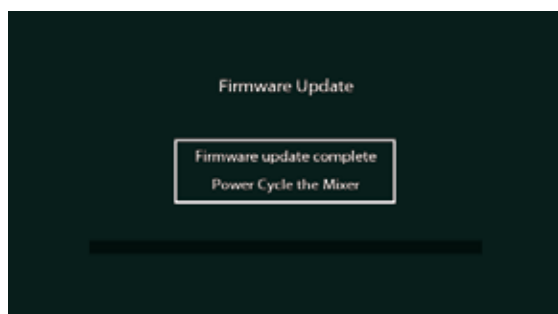 Firmware Update
Firmware update complete
Power Cycle the Mixer